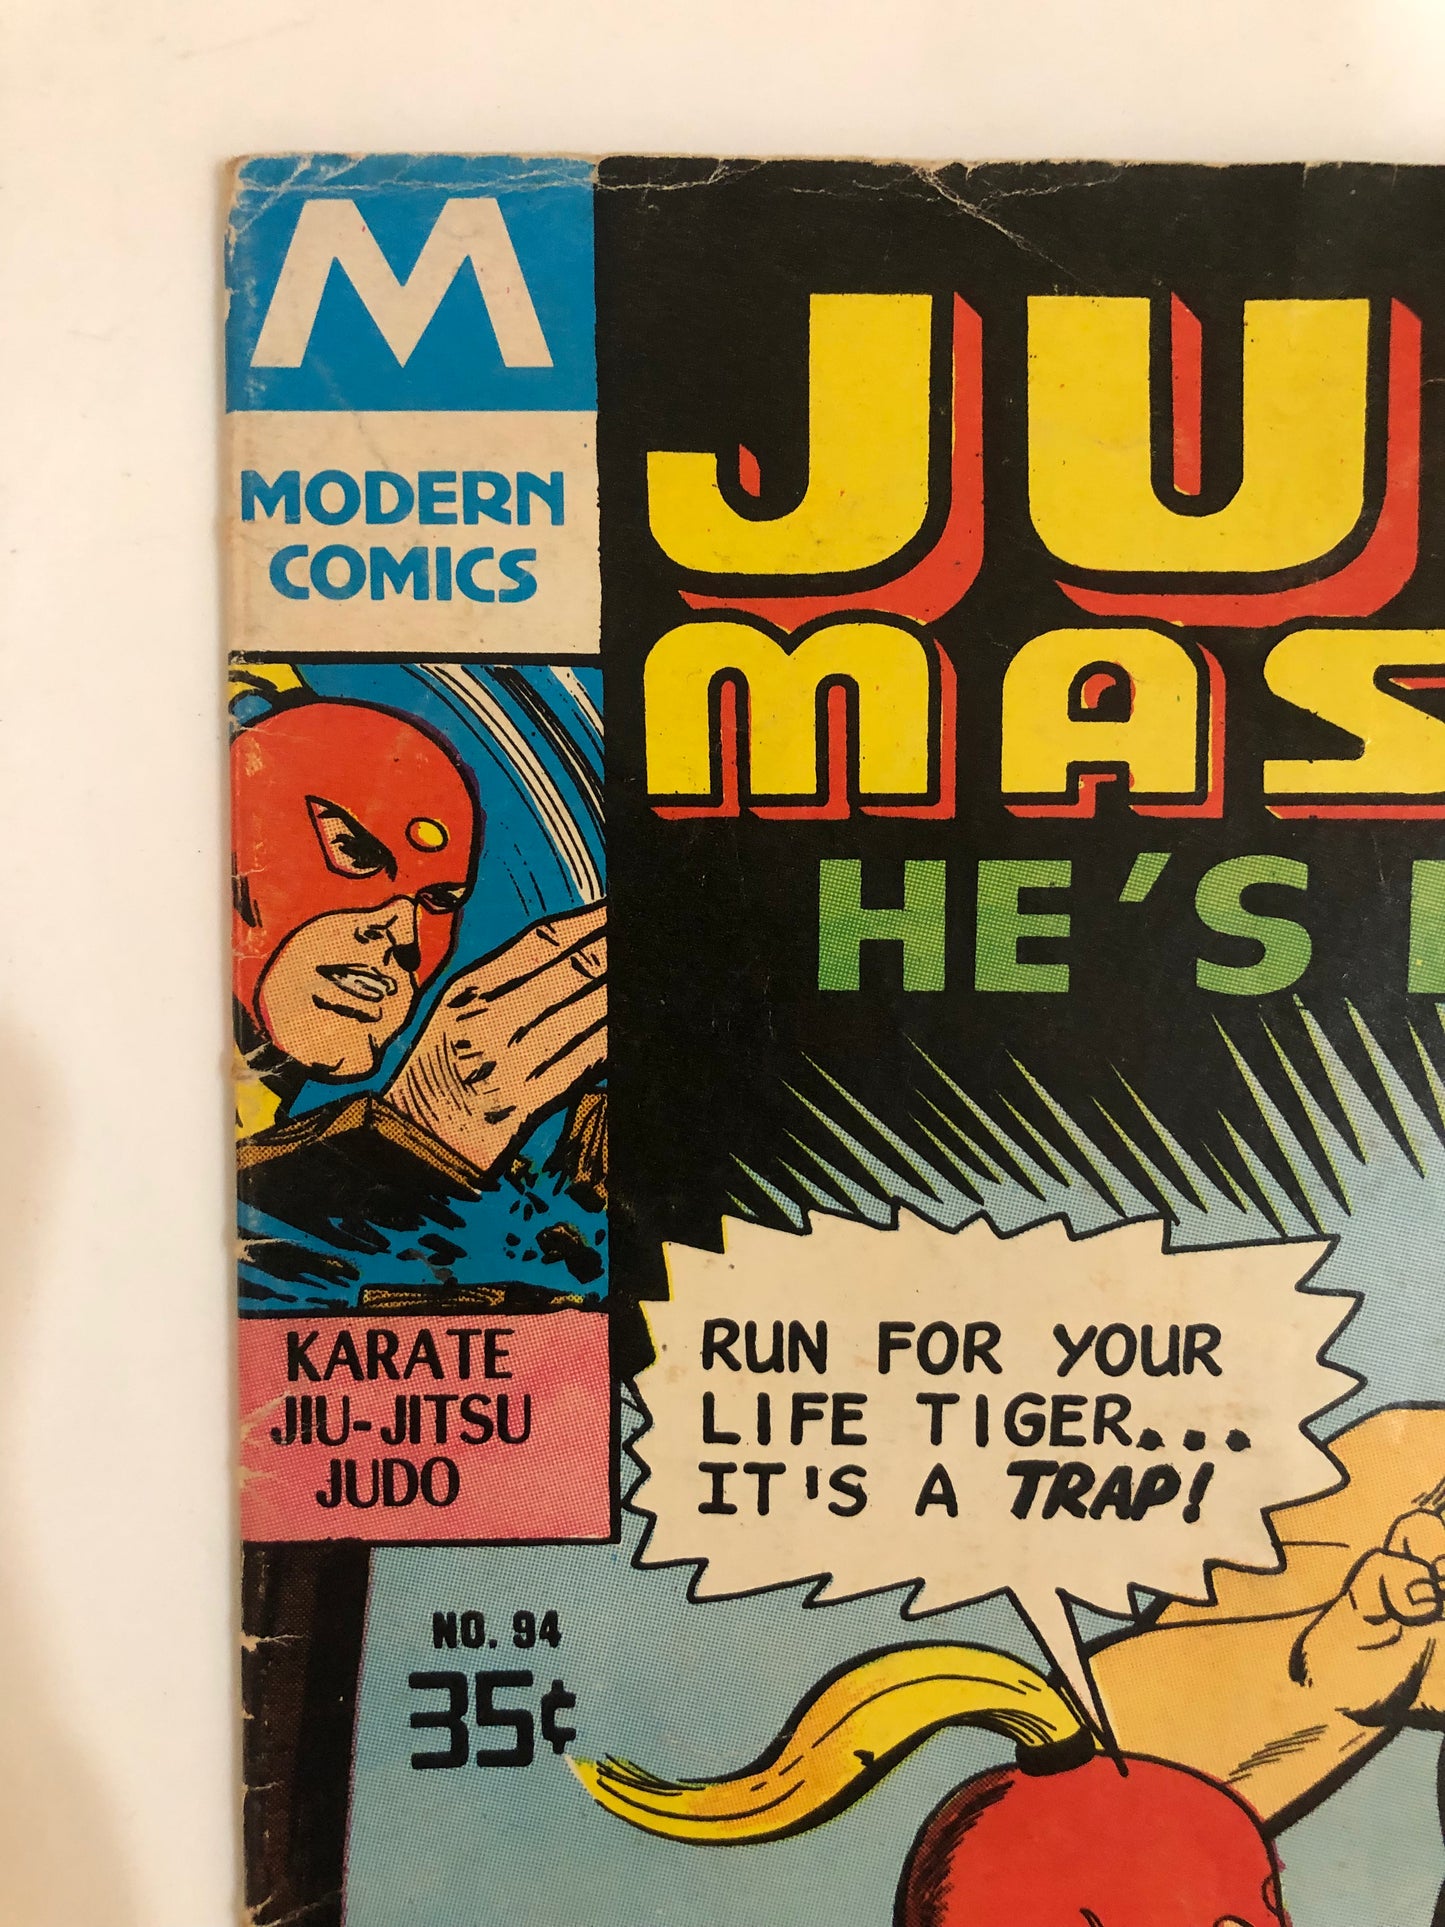 M
MODERN
COMICS
JU
MAS
HE'S
KARATE
JIU-JITSU
JUDO
RUN FOR YOUR
LIFE TIGER...
IT'S A TRAP!
NO. 94
35¢